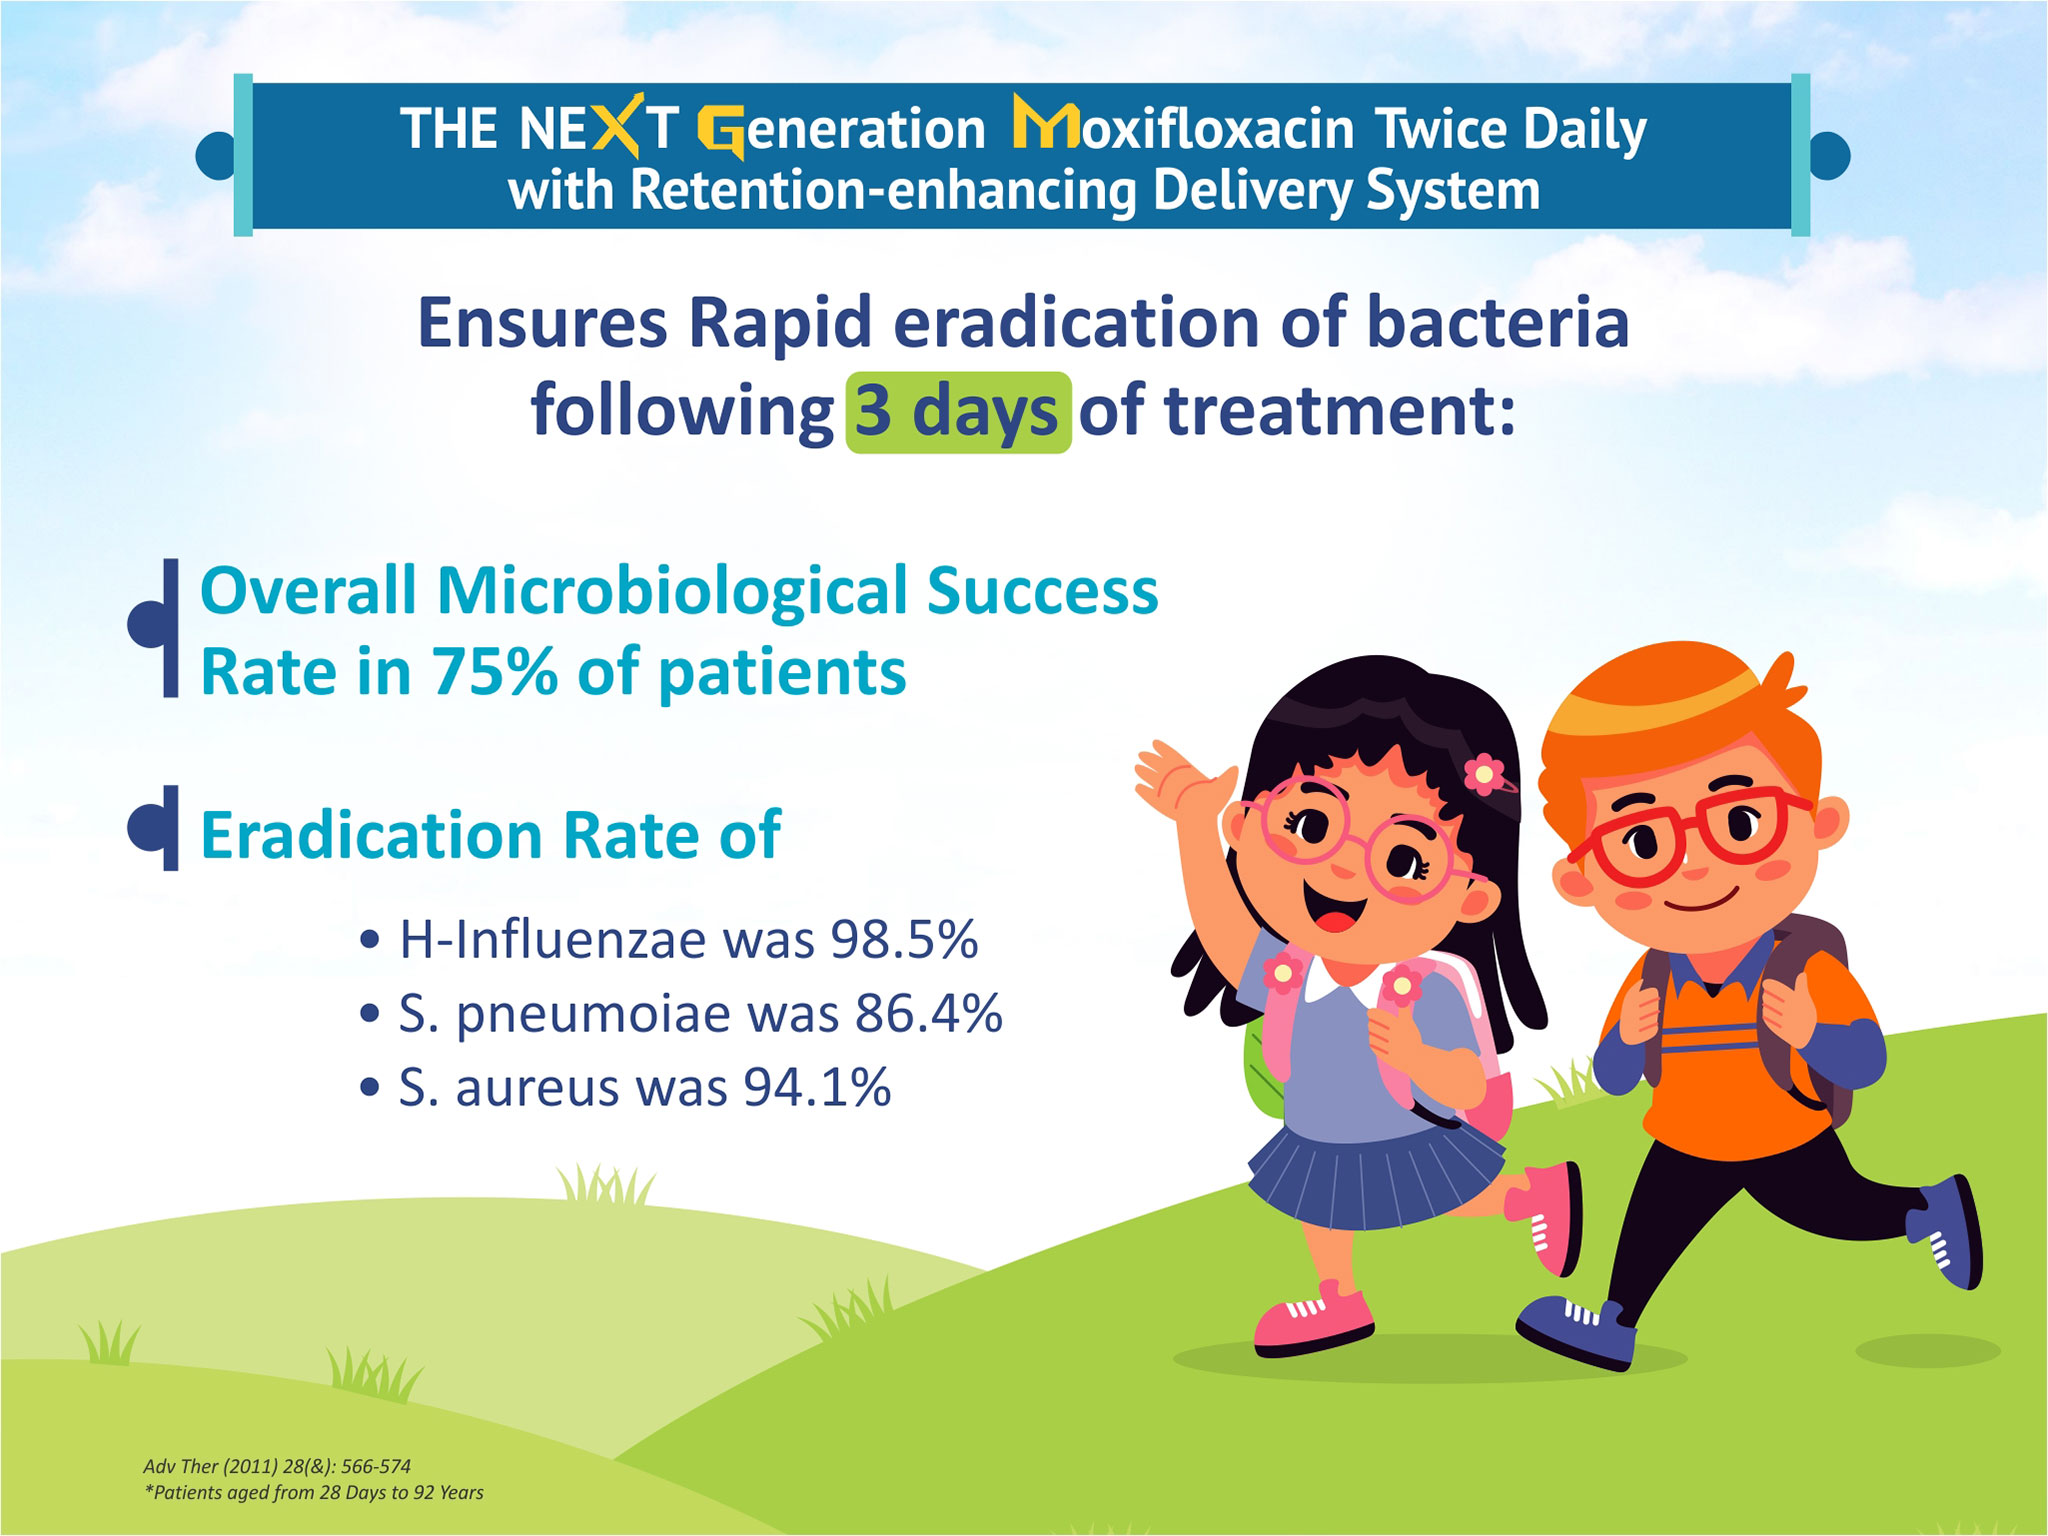 THE NEXT Generation Moxifloxacin Twice Daily
with Retention-enhancing Delivery System
Ensures Rapid eradication of bacteria
following 3 days of treatment:
Overall Microbiological Success
Rate in 75% of patients
Eradication Rate of
• H-Influenzae was 98.5%
• S. pneumoiae was 86.4%
• S. aureus was 94.1%
Adv Ther (2011) 28(&): 566-574
*Patients aged from 28 Days to 92 Years